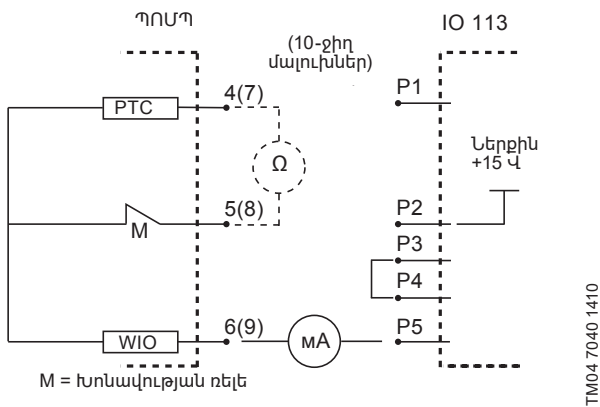 ՊՈՄՊ
IO 113
(10-ջիղ
մալուխներ)
4(7)
P1
PTC
Ω
Ներքին
+15 Վ
5(8)
P2
M
P3
P4
6(9)
P5
WIO
мА
M = Խոնավության ռելե
TM04 7040 1410